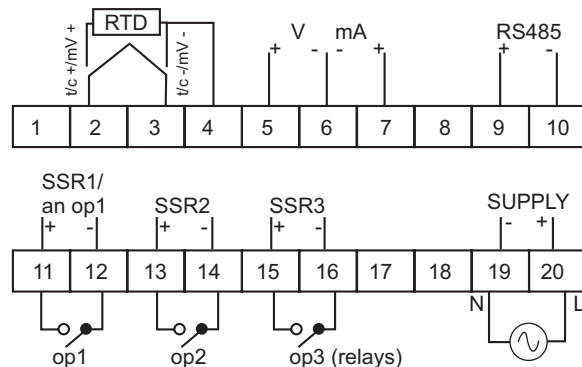 RTD
t/c +/mV +
t/c -/mV -
V mA
+ - - +
RS485
+ -
1 2 3 4 5 6 7 8 9 10
SSR1/
an op1
+ -
SSR2
+ -
SSR3
+ -
SUPPLY
- +
11 12 13 14 15 16 17 18 19 20
N L
op1 op2 op3 (relays)